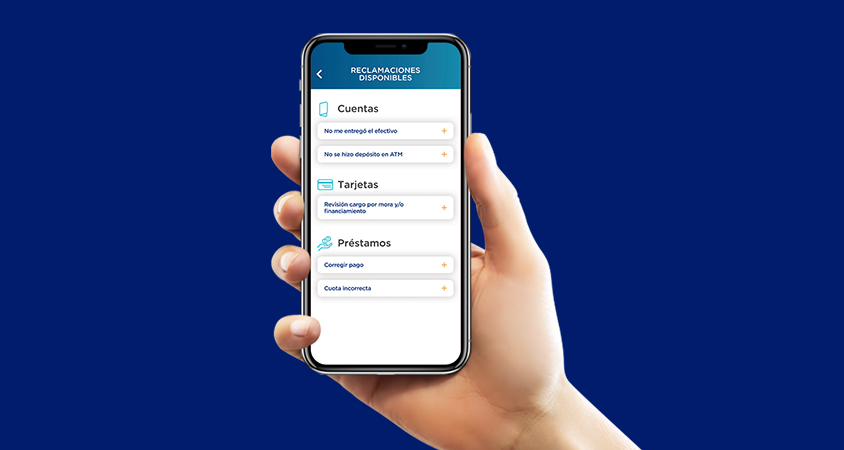 RECLAMACIONES
DISPONIBLES
Cuentas
No me entregó el efectivo
No se hizo depósito en ATM
Tarjetas
Revisión cargo por mora y/o
financiamiento
Préstamos
Corregir pago
Cuota incorrecta